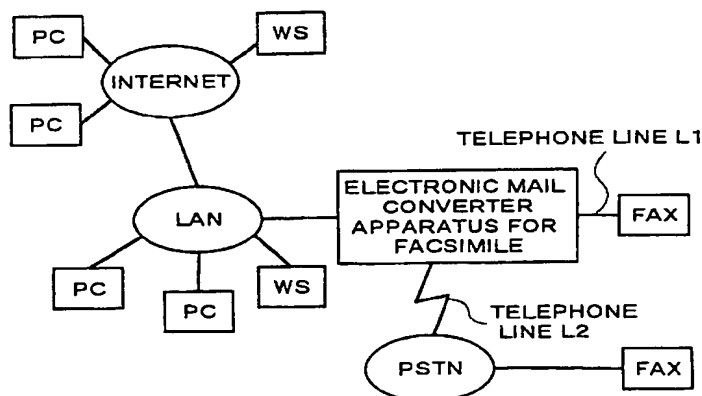 PC
WS
INTERNET
PC
TELEPHONE LINE L1
LAN
ELECTRONIC MAIL
CONVERTER
APPARATUS FOR
FACSIMILE
FAX
PC
PC
WS
TELEPHONE
LINE L2
PSTN
FAX